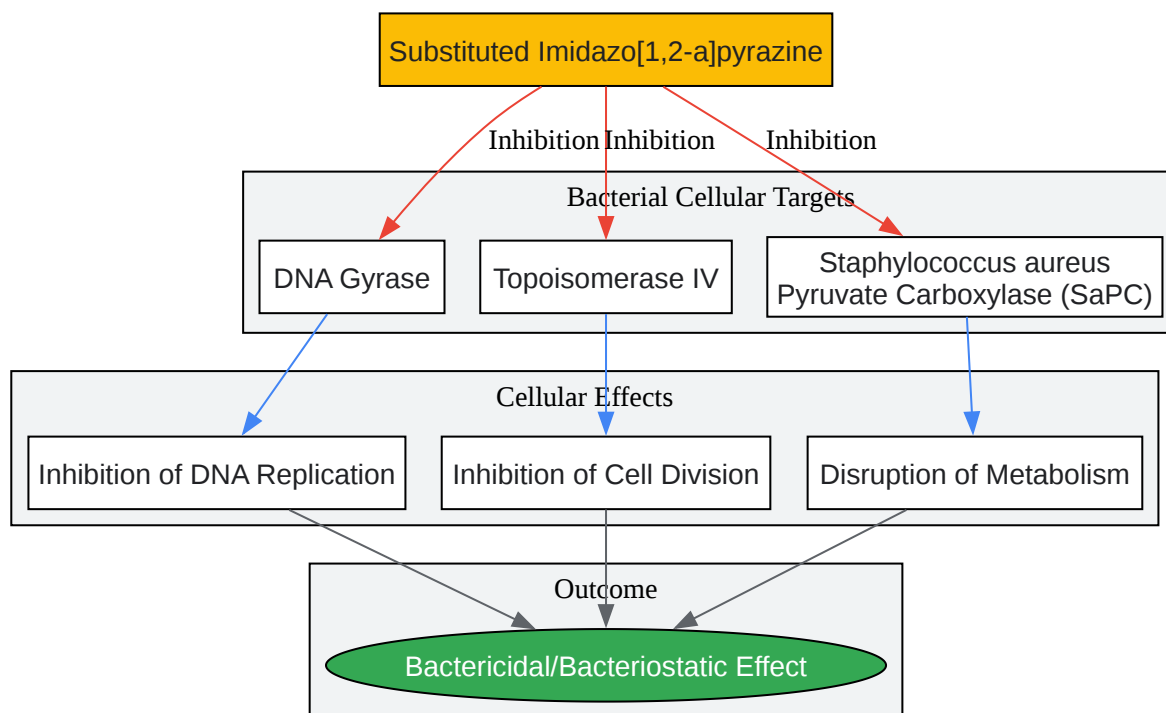 Substituted Imidazo[1,2-a]pyrazine
Inhibition
Inhibition
Inhibition
Bacterial Cellular Targets
DNA Gyrase
Topoisomerase IV
Staphylococcus aureus
Pyruvate Carboxylase (SaPC)
Cellular Effects
Inhibition of DNA Replication
Inhibition of Cell Division
Disruption of Metabolism
Outcome
Bactericidal/Bacteriostatic Effect